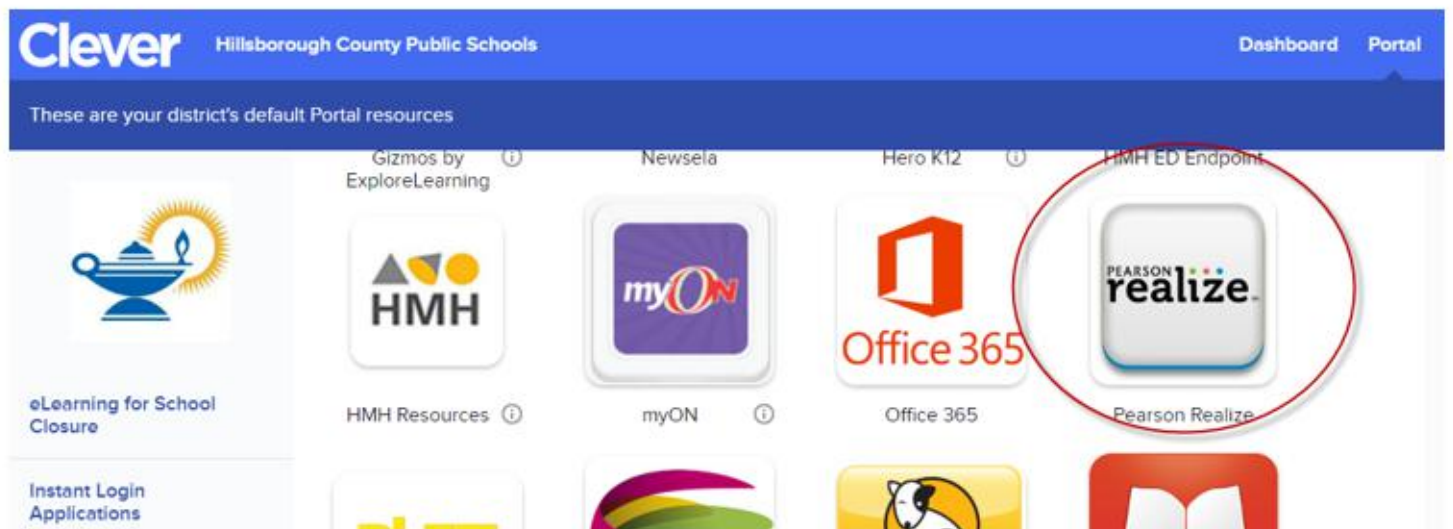 Clever
Hillsborough County Public Schools
Dashboard
Portal
These are your district's default Portal resources
Gizmos by
ExploreLearning
Newsela
Hero K12
HMH ED Endpoint
HMH
myON
Office 365
PEARSON
realize
eLearning for School
Closure
HMH Resources
myON
Office 365
Pearson Realize
Instant Login
Applications